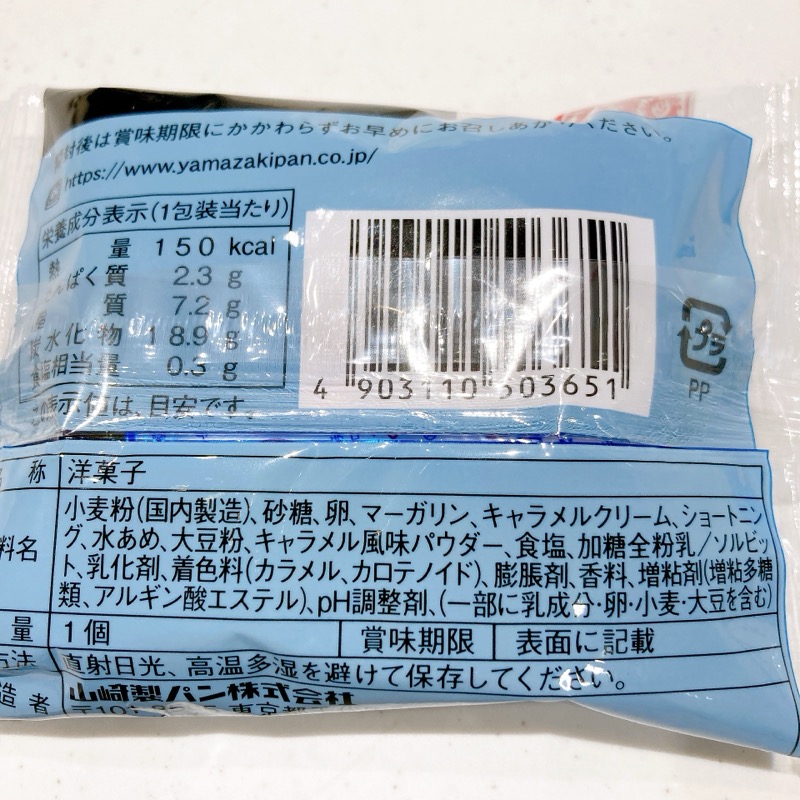 封後は賞味期限にかかわらずお早めにお召しあがりください。
https://www.yamazakipan.co.jp/
栄養成分表示(1包装当たり)
熱 量 150 kcal
んぱく質 2.3 g
脂 質 7.2 g
炭水化物 18.9 g
食塩相当量 0.3 g
この表示値は、目安です。
4 903110 503651
プラ
PP
名 称 洋菓子
料名 小麦粉(国内製造)、砂糖、卵、マーガリン、キャラメルクリーム、ショートニン
グ、水あめ、大豆粉、キャラメル風味パウダー、食塩、加糖全粉乳/ソルビッ
ト、乳化剤、着色料(カラメル、カロテノイド)、膨脹剤、香料、増粘剤(増粘多糖
類、アルギン酸エステル)、pH調整剤、(一部に乳成分・卵・小麦・大豆を含む)
量 1個 賞味期限 表面に記載
方法 直射日光、高温多湿を避けて保存してください。
造者 山崎製パン株式会社
〒101 東京都